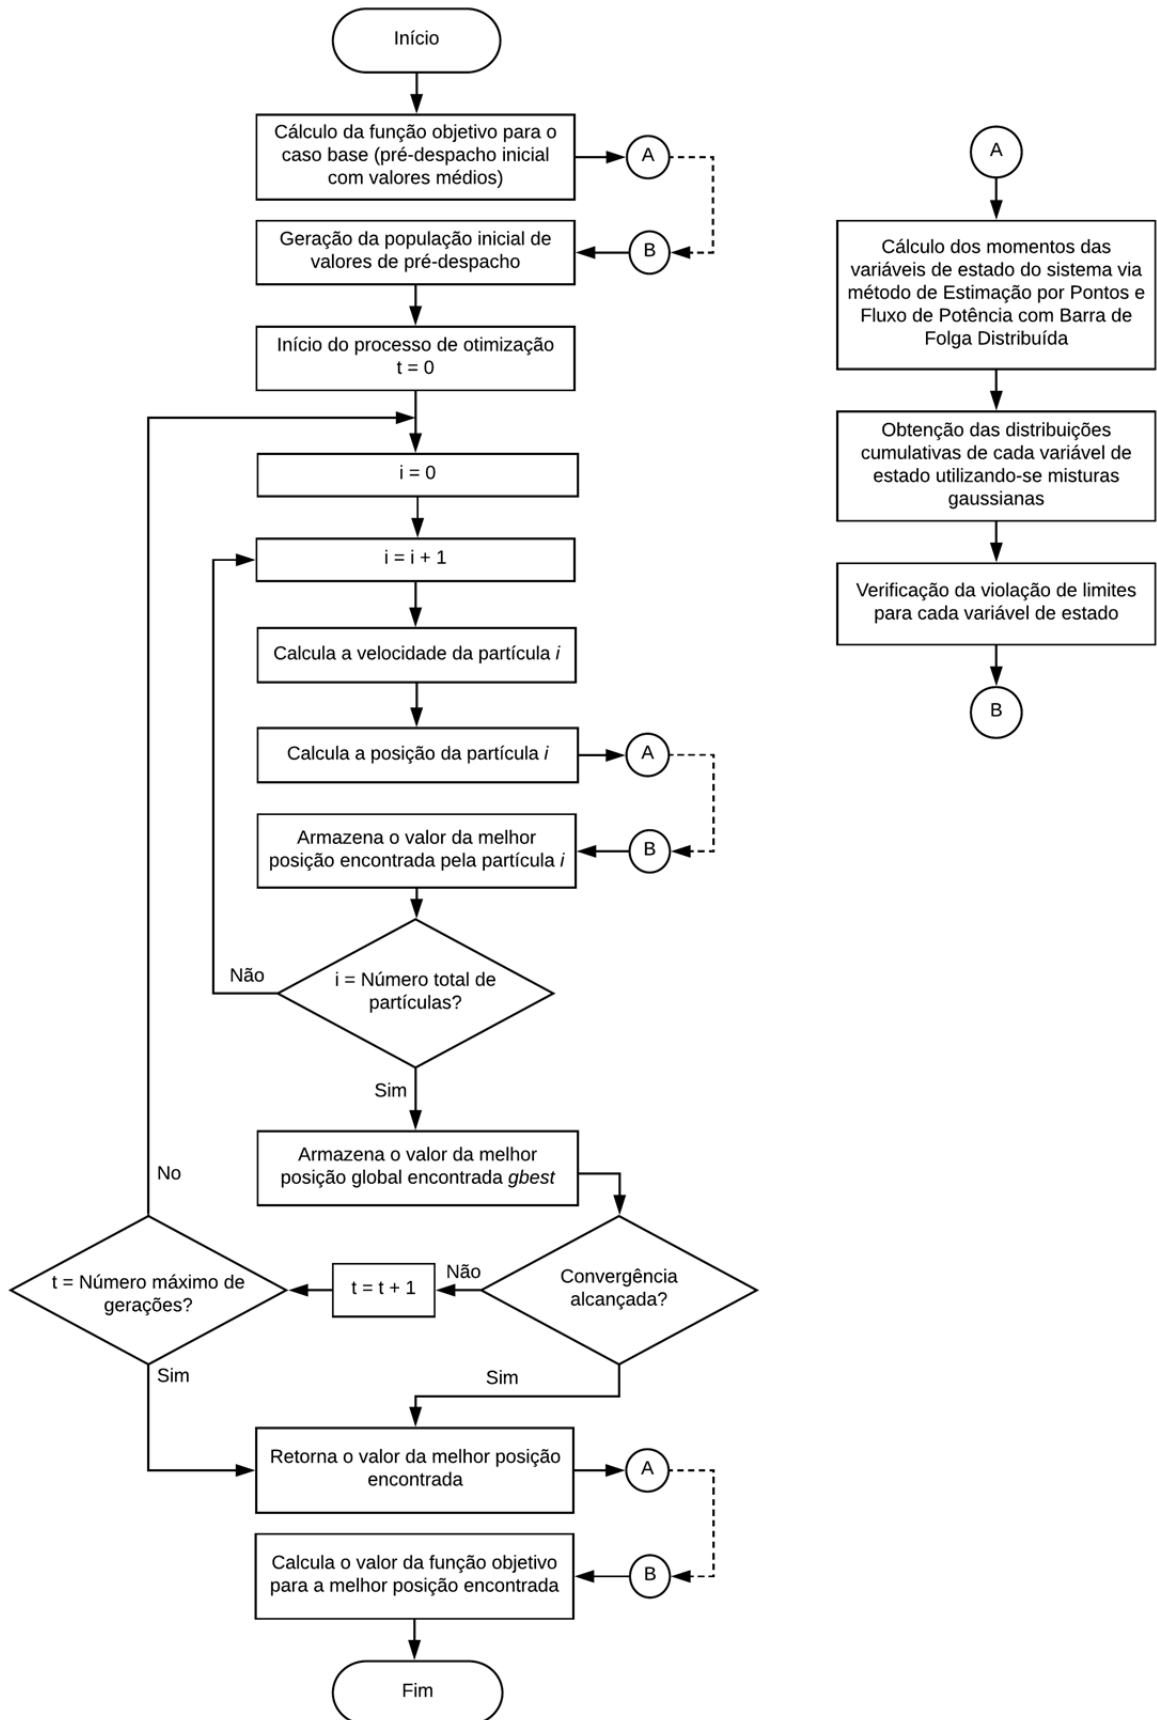 Início
Cálculo da função objetivo para o
caso base (pré-despacho inicial
com valores médios)
A
Geração da população inicial de
valores de pré-despacho
B
Início do processo de otimização
t = 0
i = 0
i = i + 1
Calcula a velocidade da partícula i
Calcula a posição da partícula i
A
Armazena o valor da melhor
posição encontrada pela partícula i
B
i = Número total de
partículas?
Não
Sim
Armazena o valor da melhor
posição global encontrada gbest
Convergência
alcançada?
Não
t = t + 1
t = Número máximo de
gerações?
No
Sim
Sim
Retorna o valor da melhor posição
encontrada
A
Calcula o valor da função objetivo
para a melhor posição encontrada
B
Fim
A
Cálculo dos momentos das
variáveis de estado do sistema via
método de Estimação por Pontos e
Fluxo de Potência com Barra de
Folga Distribuída
Obtenção das distribuições
cumulativas de cada variável de
estado utilizando-se misturas
gaussianas
Verificação da violação de limites
para cada variável de estado
B